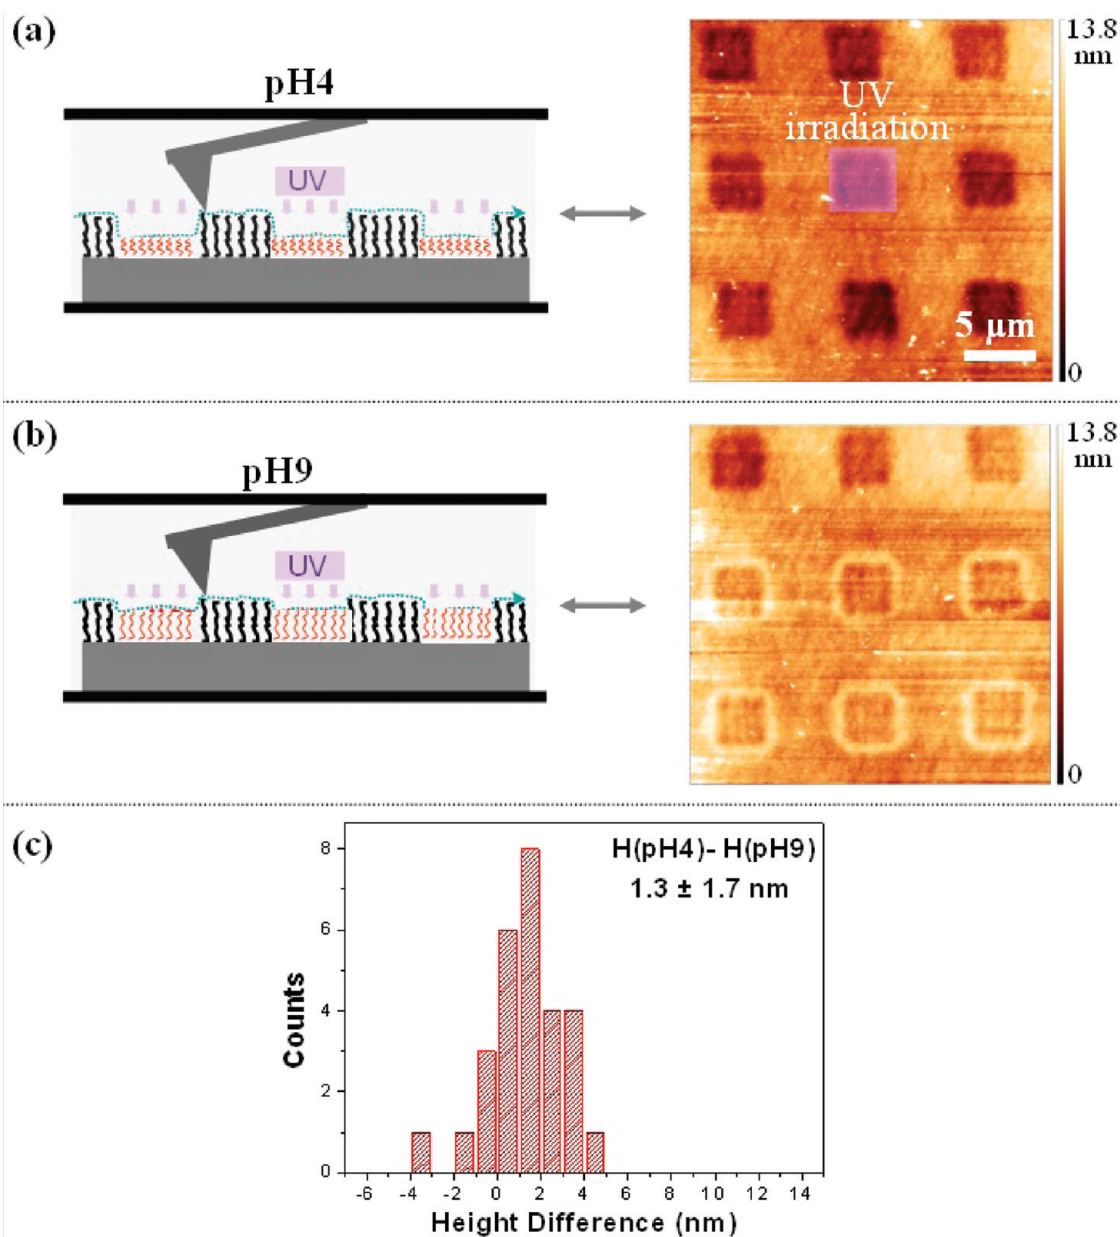 (a)
pH4
UV
UV
irradiation
5 μm
13.8
nm
0
(b)
pH9
UV
13.8
nm
0
(c)
H(pH4)- H(pH9)
1.3 ± 1.7 nm
Counts
8
6
4
2
0
-6 -4 -2 0 2 4 6 8 10 12 14
Height Difference (nm)